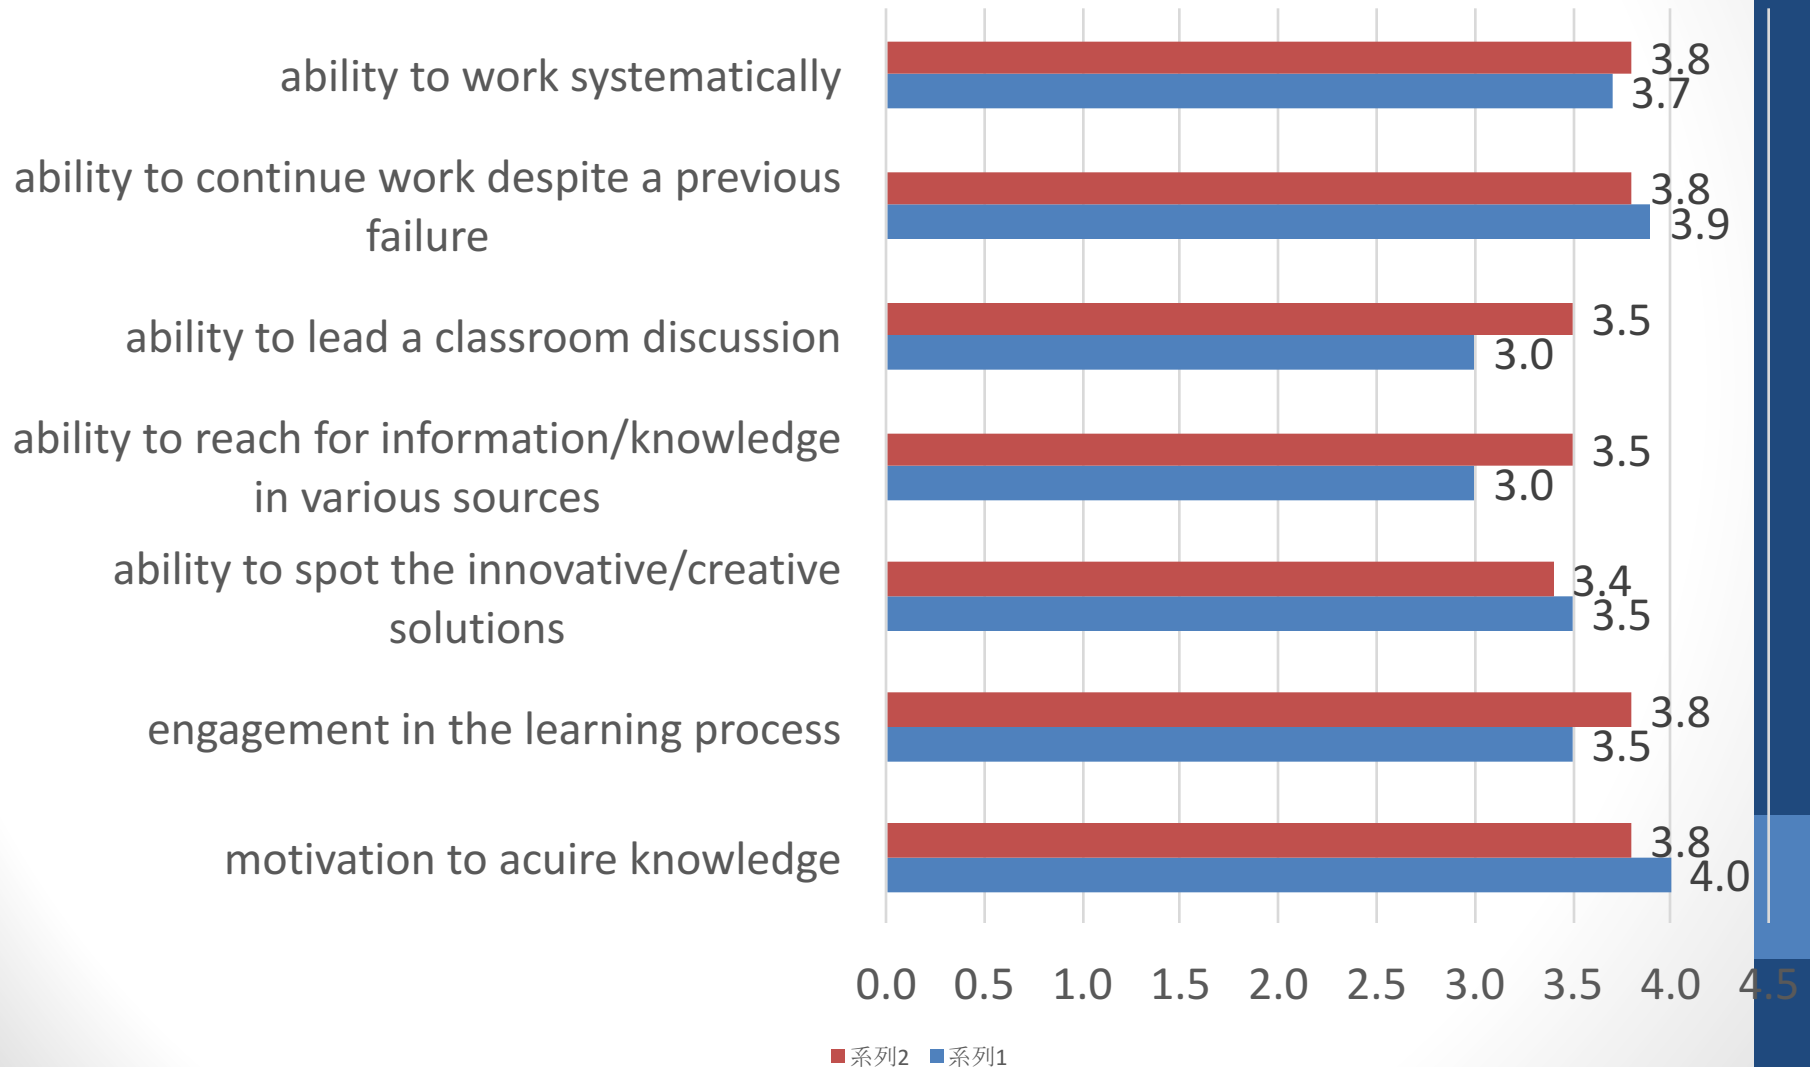 ability to work systematically
3.8
3.7
ability to continue work despite a previous
failure
3.8
3.9
ability to lead a classroom discussion
3.5
3.0
ability to reach for information/knowledge
in various sources
3.5
3.0
ability to spot the innovative/creative
solutions
3.4
3.5
engagement in the learning process
3.8
3.5
motivation to acuire knowledge
3.8
4.0
0.0 0.5 1.0 1.5 2.0 2.5 3.0 3.5 4.0 4.5
系列2 系列1